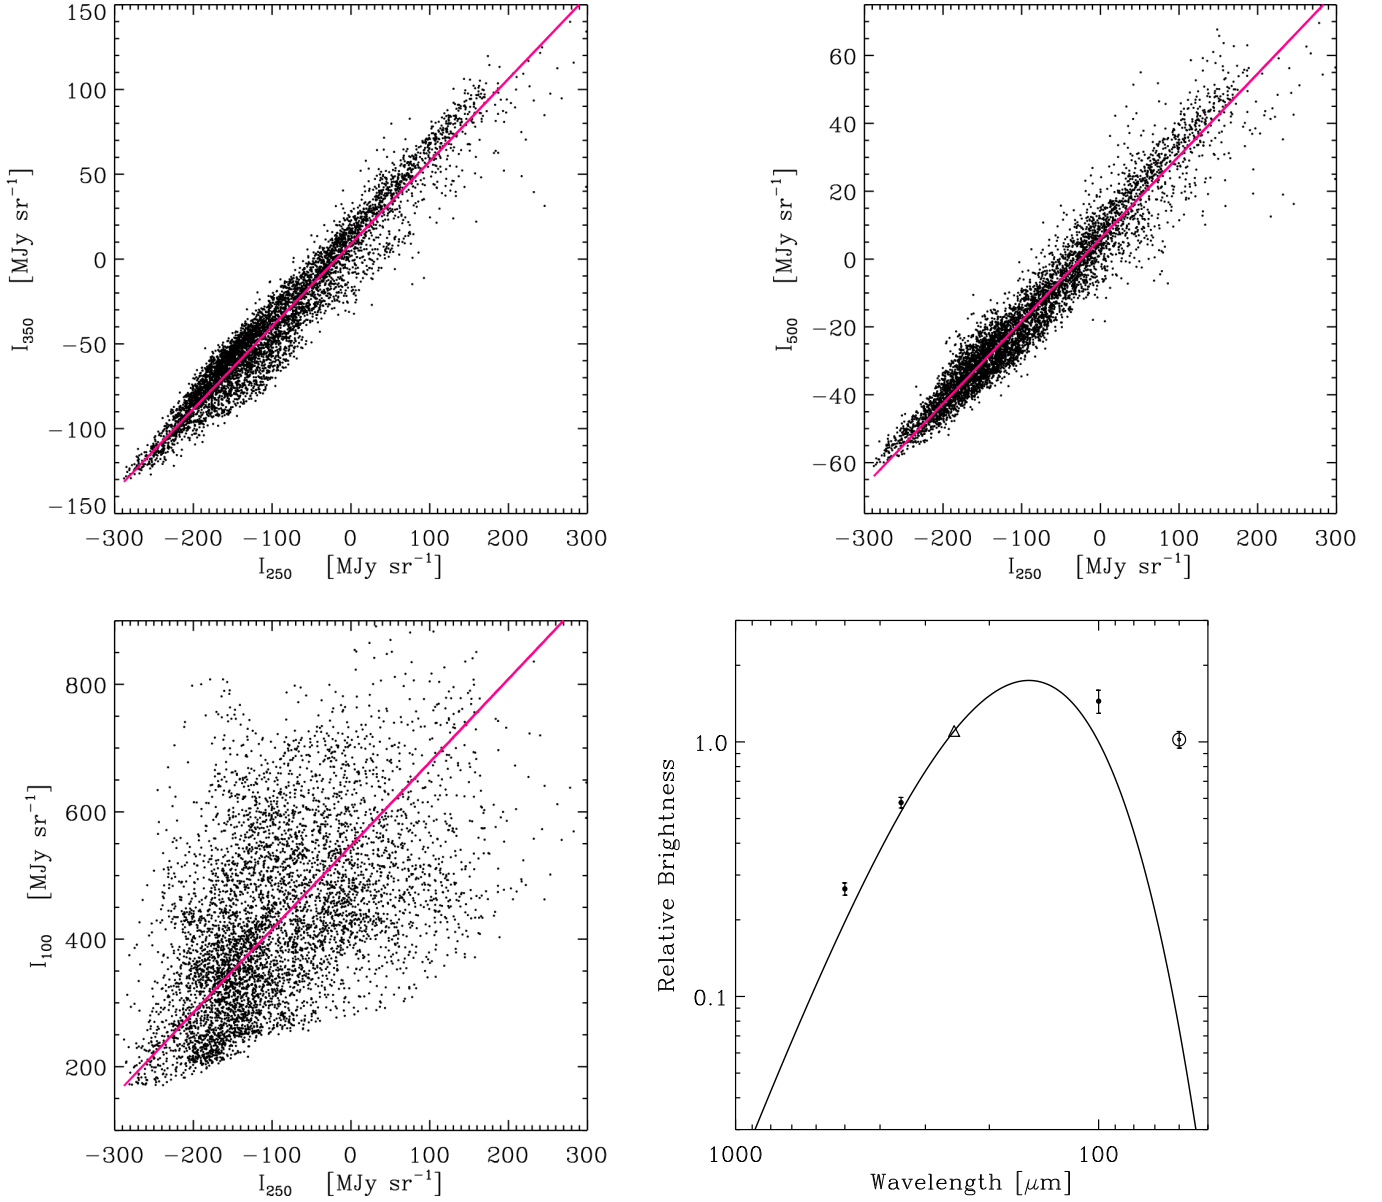 150
100
50
0
−50
−100
−150
I350 [MJy sr−1]
−300 −200 −100 0 100 200 300
I250 [MJy sr−1]
60
40
20
0
−20
−40
−60
I500 [MJy sr−1]
−300 −200 −100 0 100 200 300
I250 [MJy sr−1]
800
600
400
200
I100 [MJy sr−1]
−300 −200 −100 0 100 200 300
I250 [MJy sr−1]
1.0
0.1
Relative Brightness
1000 100
Wavelength [μm]